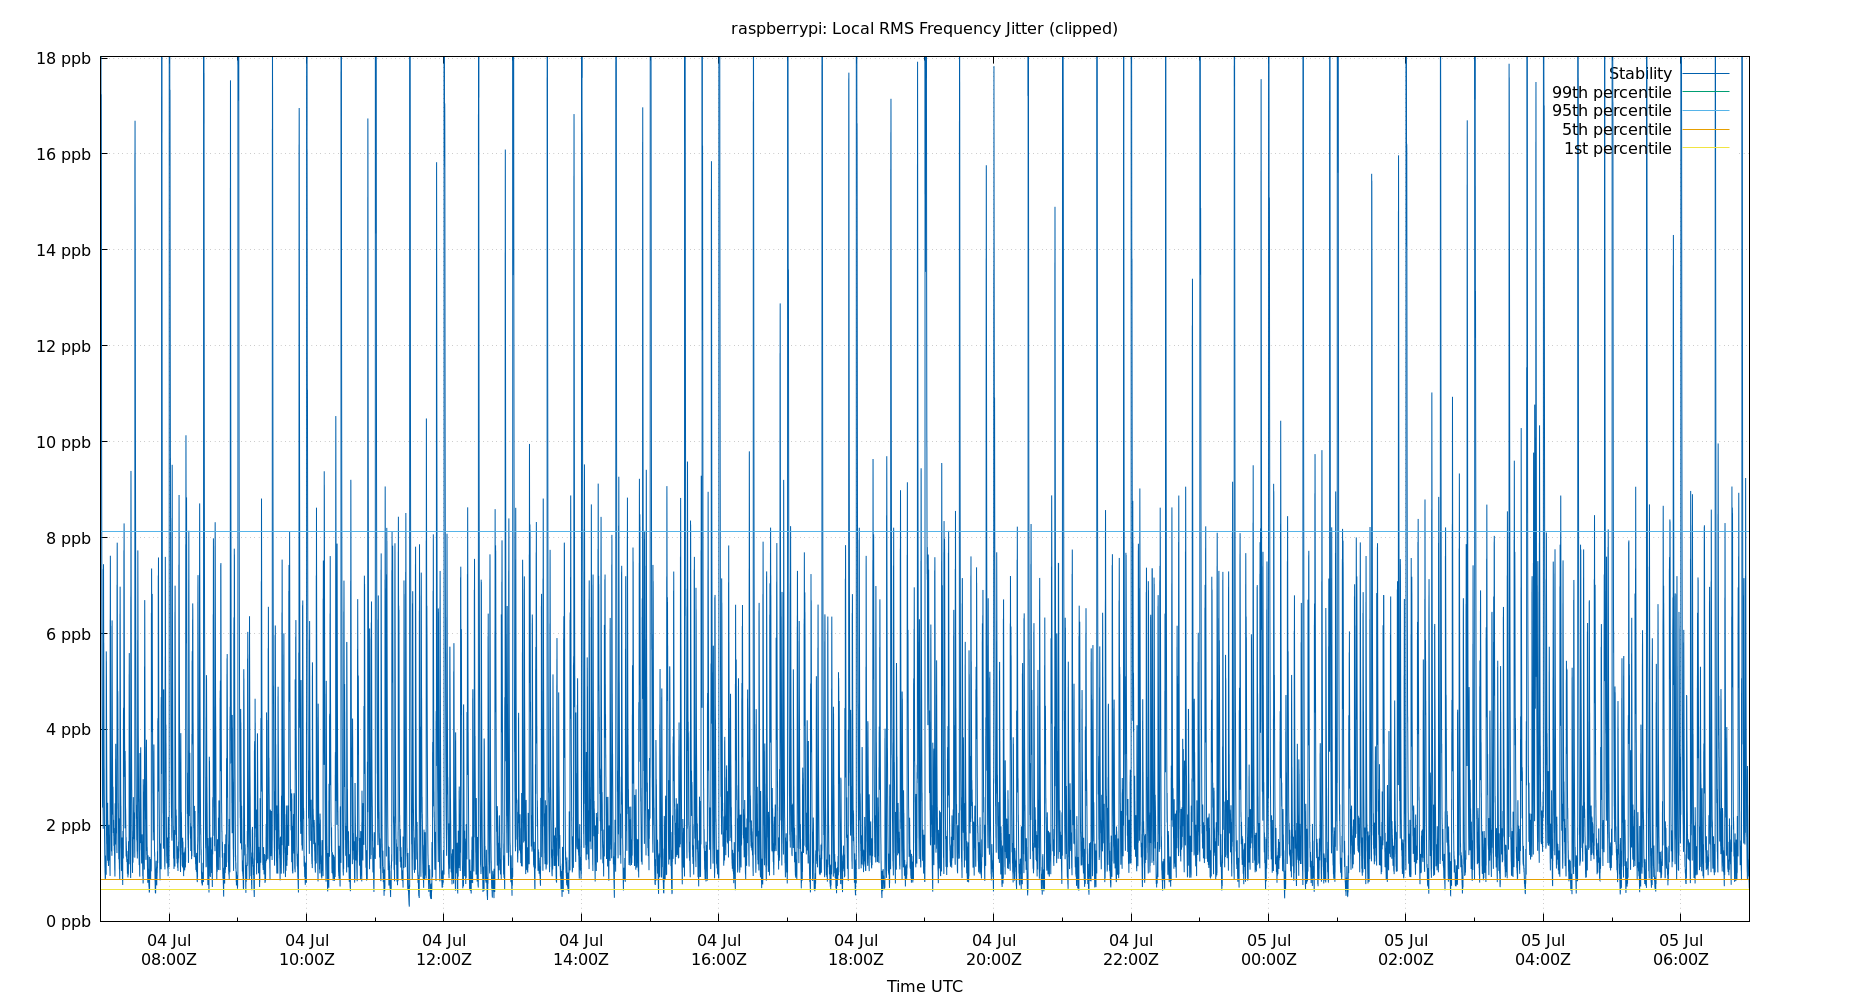 raspberrypi: Local RMS Frequency Jitter (clipped)
18 ppb
16 ppb
14 ppb
12 ppb
10 ppb
8 ppb
6 ppb
4 ppb
2 ppb
0 ppb
Stability
99th percentile
95th percentile
5th percentile
1st percentile
04 Jul 04 Jul 04 Jul 04 Jul 04 Jul 04 Jul 04 Jul 04 Jul 05 Jul 05 Jul 05 Jul 05 Jul
08:00Z 10:00Z 12:00Z 14:00Z 16:00Z 18:00Z 20:00Z 22:00Z 00:00Z 02:00Z 04:00Z 06:00Z
Time UTC